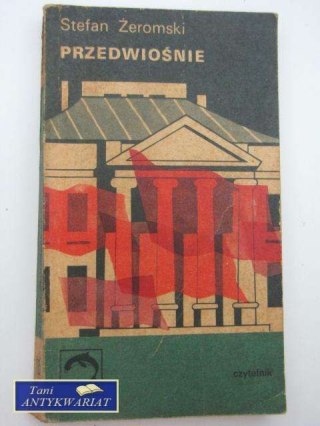 Stefan Żeromski
PRZEDWIOŚNIE
czytelnik
Tani
ANTYKWARIAT